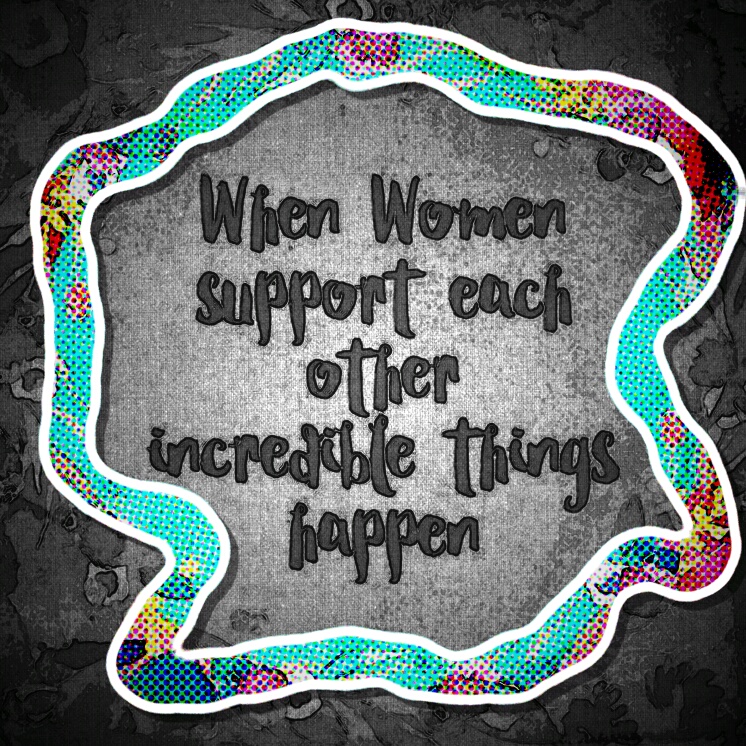 When Women
support each
other
incredible things
happen